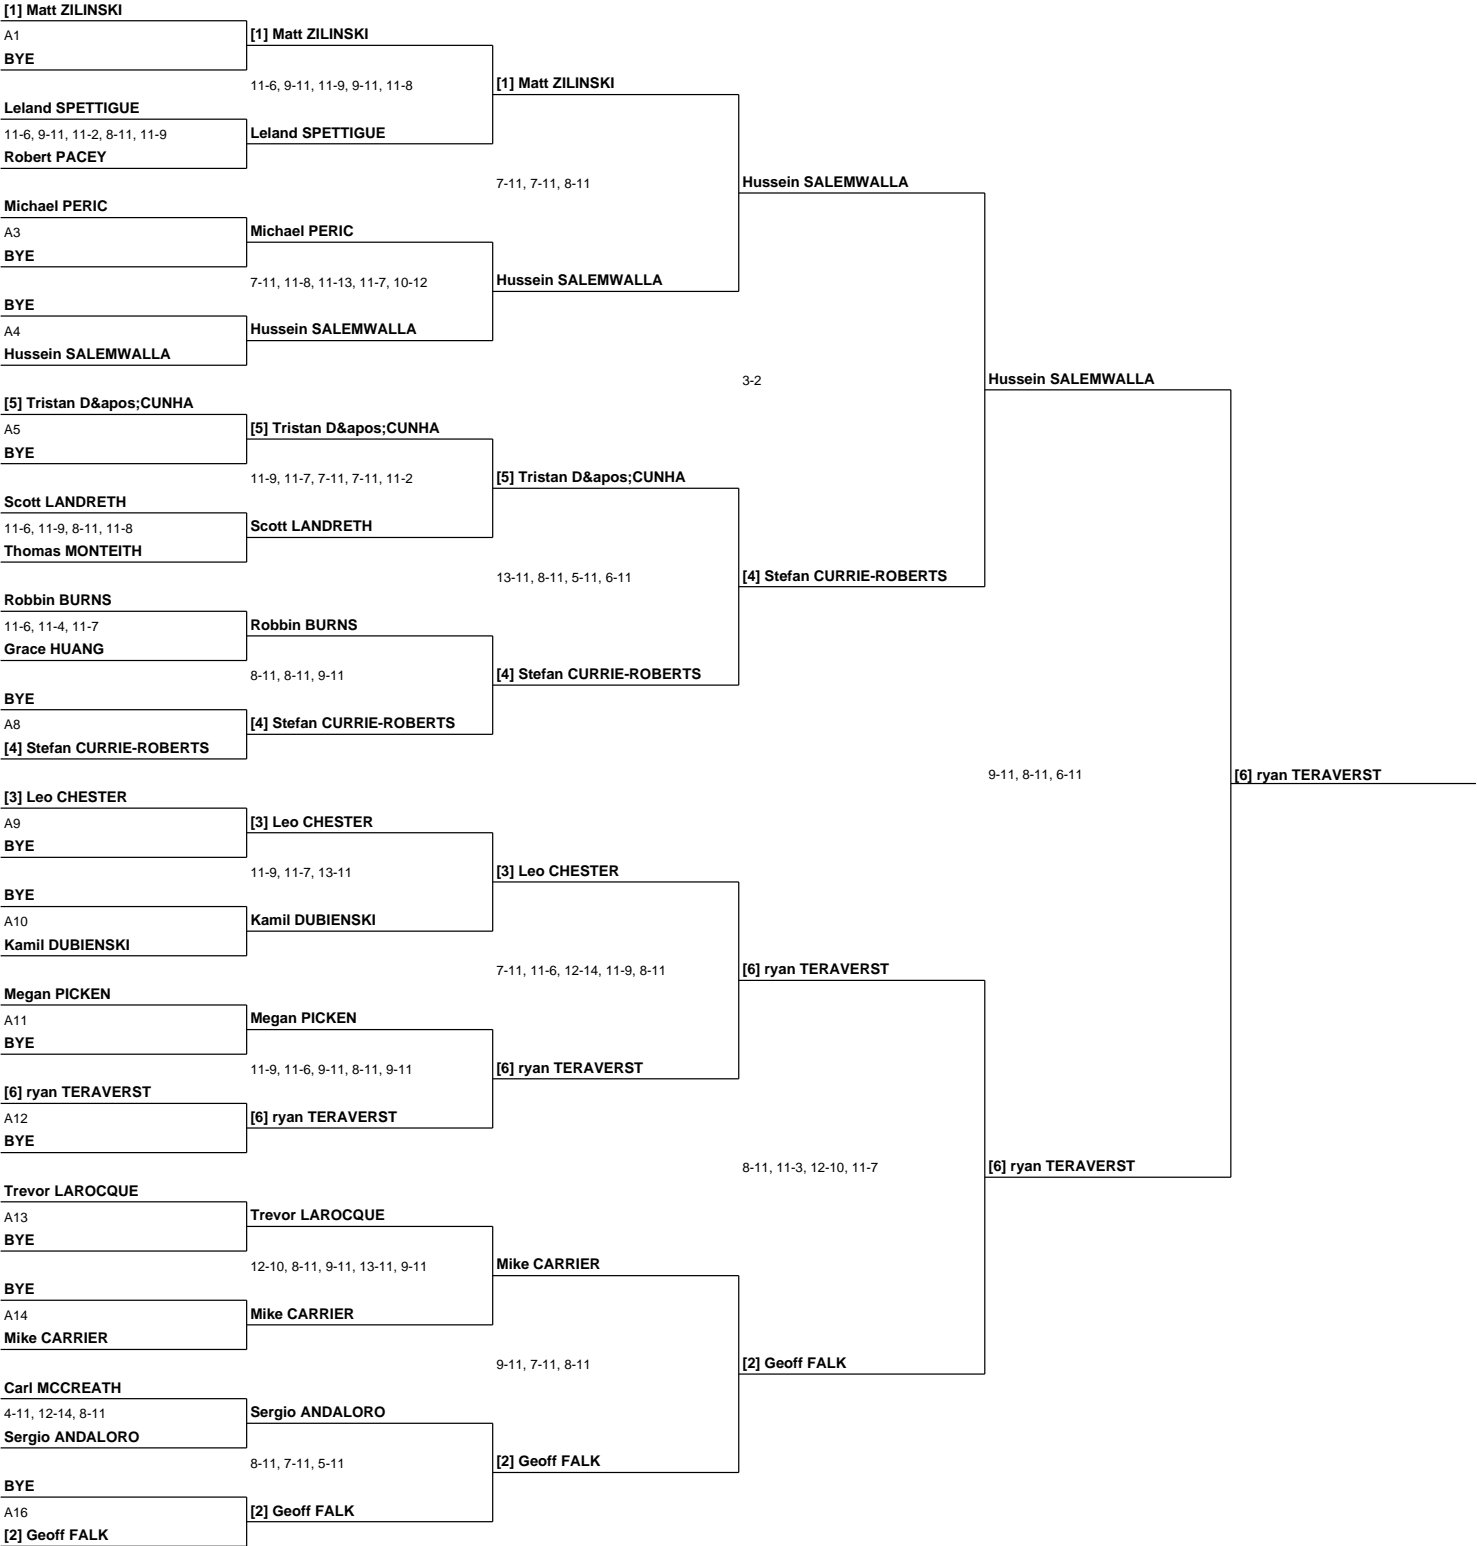 [1] Matt ZILINSKI
A1
[1] Matt ZILINSKI
BYE
11-6, 9-11, 11-9, 9-11, 11-8
[1] Matt ZILINSKI
Leland SPETTIGUE
11-6, 9-11, 11-2, 8-11, 11-9
Leland SPETTIGUE
Robert PACEY
7-11, 7-11, 8-11
Hussein SALEMWALLA
Michael PERIC
A3
Michael PERIC
BYE
7-11, 11-8, 11-13, 11-7, 10-12
Hussein SALEMWALLA
BYE
A4
Hussein SALEMWALLA
Hussein SALEMWALLA
3-2
Hussein SALEMWALLA
[5] Tristan D&apos;CUNHA
A5
[5] Tristan D&apos;CUNHA
BYE
11-9, 11-7, 7-11, 7-11, 11-2
[5] Tristan D&apos;CUNHA
Scott LANDRETH
11-6, 11-9, 8-11, 11-8
Scott LANDRETH
Thomas MONTEITH
13-11, 8-11, 5-11, 6-11
[4] Stefan CURRIE-ROBERTS
Robbin BURNS
11-6, 11-4, 11-7
Robbin BURNS
Grace HUANG
8-11, 8-11, 9-11
[4] Stefan CURRIE-ROBERTS
BYE
A8
[4] Stefan CURRIE-ROBERTS
[4] Stefan CURRIE-ROBERTS
9-11, 8-11, 6-11
[6] ryan TERAVERST
[3] Leo CHESTER
A9
[3] Leo CHESTER
BYE
11-9, 11-7, 13-11
[3] Leo CHESTER
BYE
A10
Kamil DUBIENSKI
Kamil DUBIENSKI
7-11, 11-6, 12-14, 11-9, 8-11
[6] ryan TERAVERST
Megan PICKEN
A11
Megan PICKEN
BYE
11-9, 11-6, 9-11, 8-11, 9-11
[6] ryan TERAVERST
[6] ryan TERAVERST
A12
[6] ryan TERAVERST
BYE
8-11, 11-3, 12-10, 11-7
[6] ryan TERAVERST
Trevor LAROCQUE
A13
Trevor LAROCQUE
BYE
12-10, 8-11, 9-11, 13-11, 9-11
Mike CARRIER
BYE
A14
Mike CARRIER
Mike CARRIER
9-11, 7-11, 8-11
[2] Geoff FALK
Carl MCCREATH
4-11, 12-14, 8-11
Sergio ANDALORO
Sergio ANDALORO
8-11, 7-11, 5-11
[2] Geoff FALK
BYE
A16
[2] Geoff FALK
[2] Geoff FALK